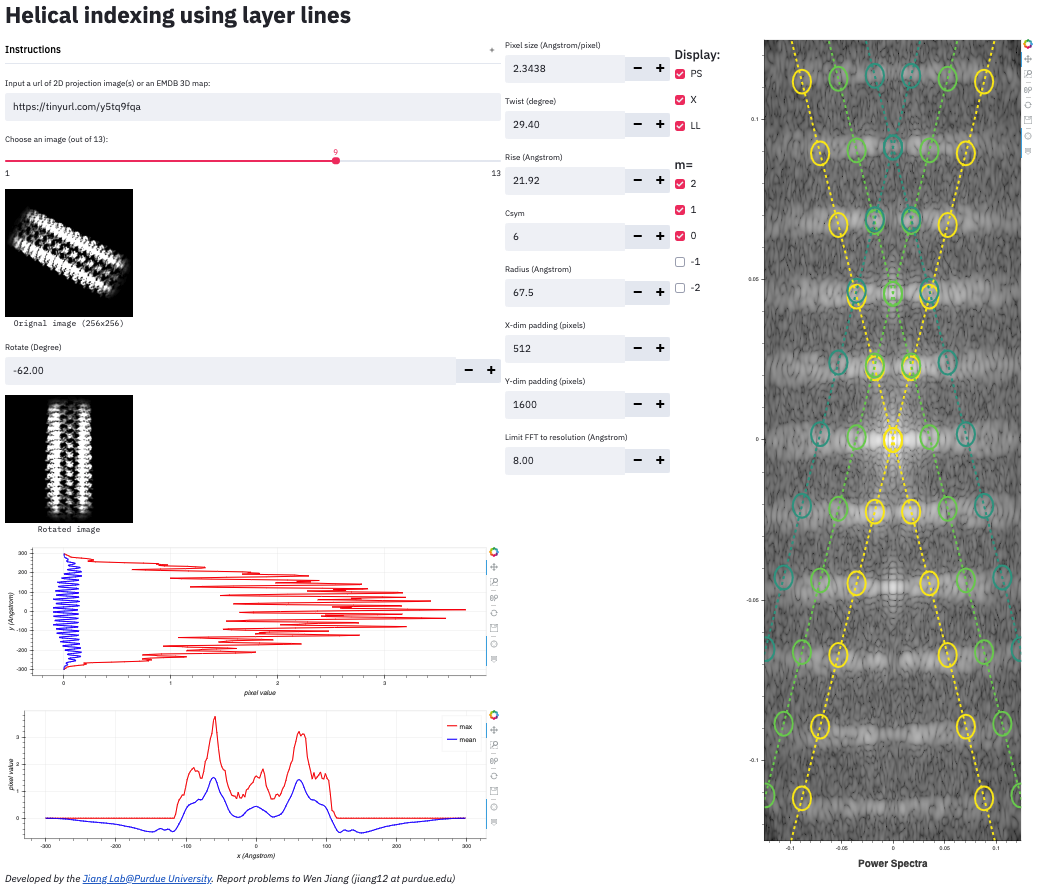 Helical indexing using layer lines
Instructions
+
Input a url of 2D projection image(s) or an EMDB 3D map:
https://tinyurl.com/y5tq9fqa
Choose an image (out of 13):
9
1
13
Orignal image (256x256)
Rotate (Degree)
-62.00
− +
Rotated image
300
200
100
0
-100
-200
-300
y (Angstrom)
0 1 2 3
pixel value
3
2
1
0
pixel value
max
mean
-300 -200 -100 0 100 200 300
x (Angstrom)
Developed by the Jiang Lab@Purdue University. Report problems to Wen Jiang (jiang12 at purdue.edu)
Pixel size (Angstrom/pixel)
2.3438
− +
Twist (degree)
29.40
− +
Rise (Angstrom)
21.92
− +
Csym
6
− +
Radius (Angstrom)
67.5
− +
X-dim padding (pixels)
512
− +
Y-dim padding (pixels)
1600
− +
Limit FFT to resolution (Angstrom)
8.00
− +
Display:
PS
X
LL
m=
2
1
0
-1
-2
0.1
0.05
0
-0.05
-0.1
-0.1 -0.05 0 0.05 0.1
Power Spectra